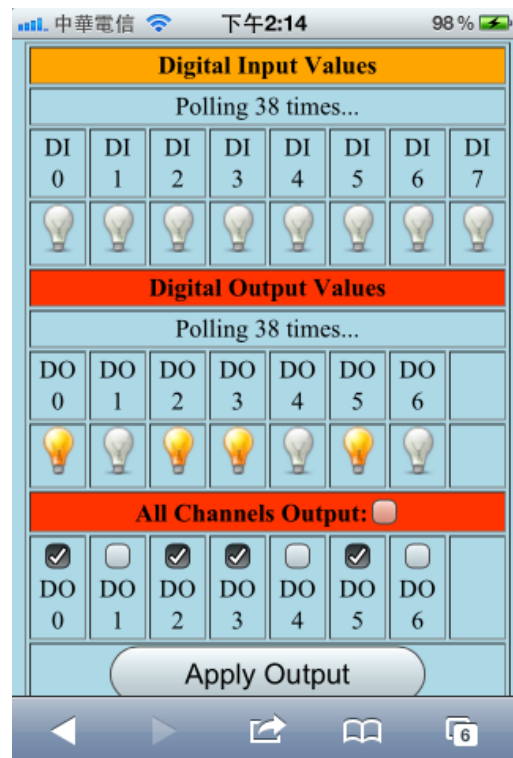 中華電信 下午2:14 98 %
Digital Input Values
Polling 38 times...
DI 0 DI 1 DI 2 DI 3 DI 4 DI 5 DI 6 DI 7
Digital Output Values
Polling 38 times...
DO 0 DO 1 DO 2 DO 3 DO 4 DO 5 DO 6
All Channels Output:
DO 0 DO 1 DO 2 DO 3 DO 4 DO 5 DO 6
Apply Output
6